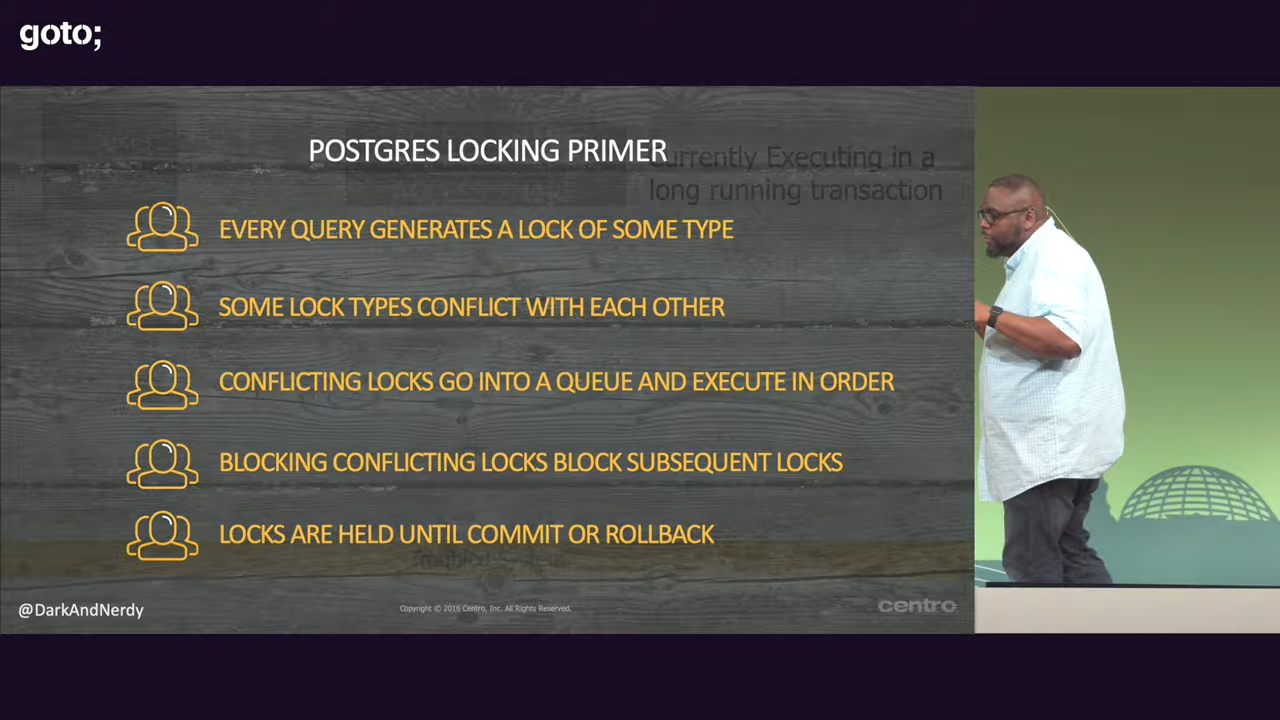 goto;
POSTGRES LOCKING PRIMER
Currently Executing in a
long running transaction
EVERY QUERY GENERATES A LOCK OF SOME TYPE
SOME LOCK TYPES CONFLICT WITH EACH OTHER
CONFLICTING LOCKS GO INTO A QUEUE AND EXECUTE IN ORDER
BLOCKING CONFLICTING LOCKS BLOCK SUBSEQUENT LOCKS
LOCKS ARE HELD UNTIL COMMIT OR ROLLBACK
@DarkAndNerdy
Copyright © 2016 Centro, Inc. All Rights Reserved.
centro